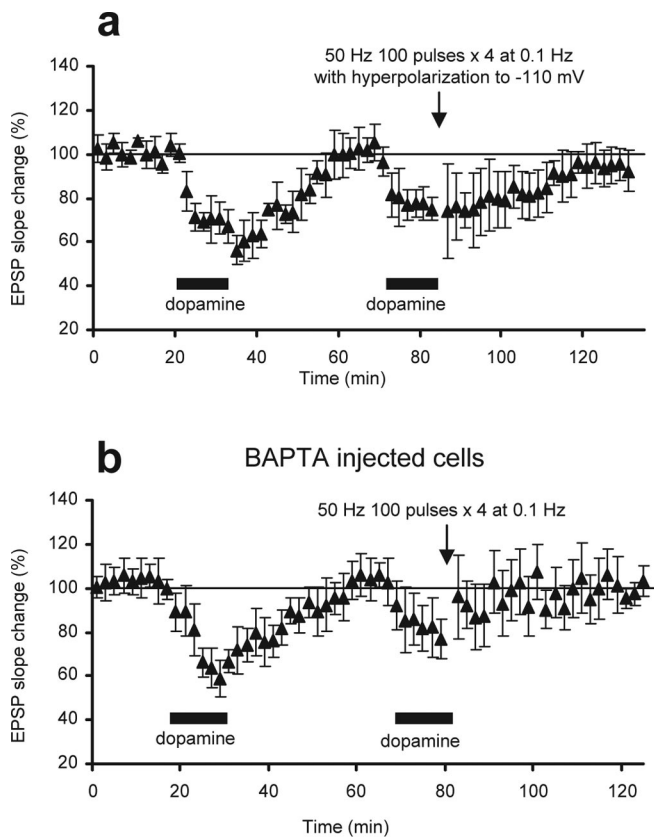 a
50 Hz 100 pulses x 4 at 0.1 Hz
with hyperpolarization to -110 mV
EPSP slope change (%)
140
120
100
80
60
40
20
dopamine
dopamine
0 20 40 60 80 100 120
Time (min)
b
BAPTA injected cells
50 Hz 100 pulses x 4 at 0.1 Hz
EPSP slope change (%)
140
120
100
80
60
40
20
dopamine
dopamine
0 20 40 60 80 100 120
Time (min)